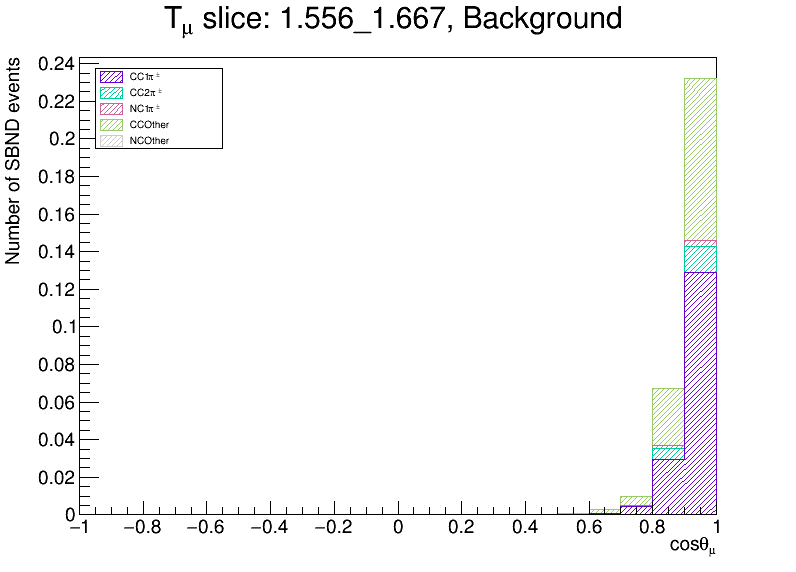 Tμ slice: 1.556_1.667, Background
Number of SBND events
0.24
0.22
0.2
0.18
0.16
0.14
0.12
0.1
0.08
0.06
0.04
0.02
0
CC1π ±
CC2π ±
NC1π ±
CCOther
NCOther
−1 −0.8 −0.6 −0.4 −0.2 0 0.2 0.4 0.6 0.8 1
cosθμ